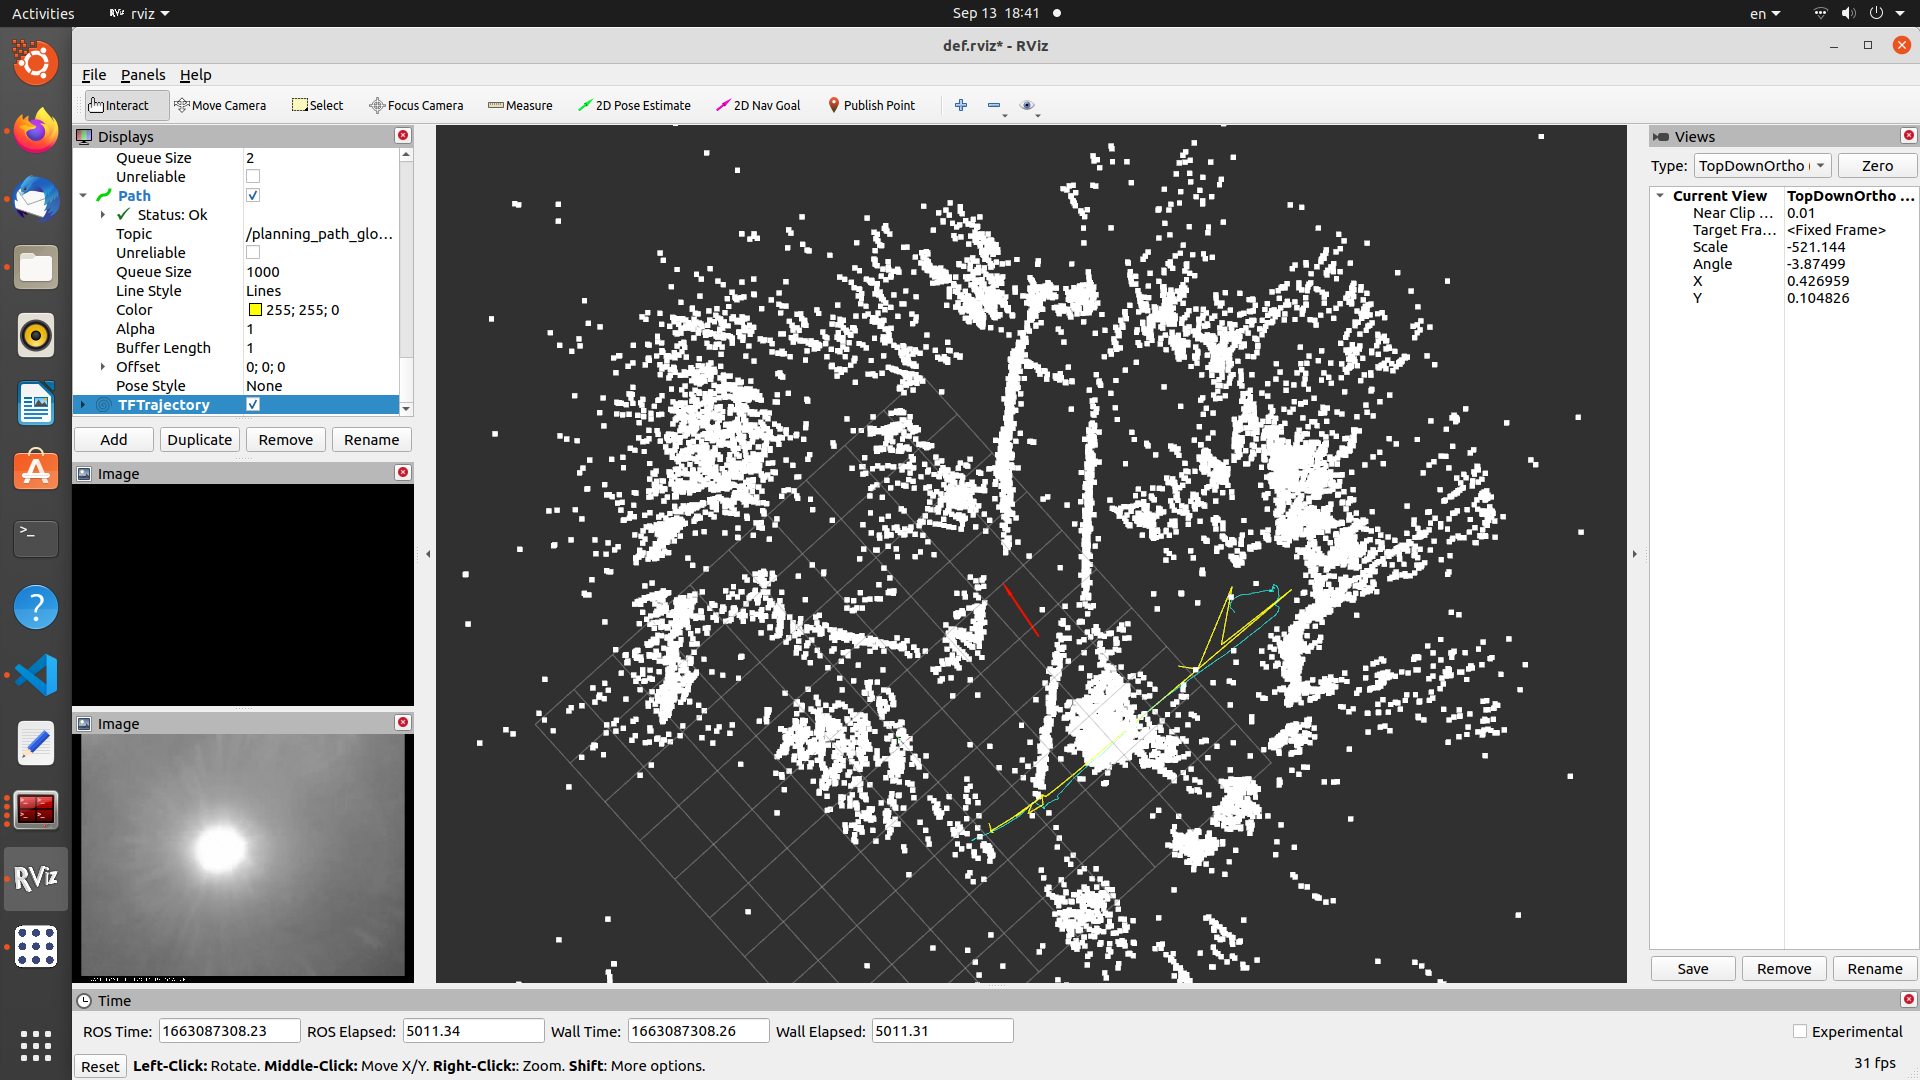 Activities
RViz rviz
Sep 13 18:41
en
def.rviz* - RViz
File Panels Help
Interact Move Camera Select Focus Camera Measure 2D Pose Estimate 2D Nav Goal Publish Point
Displays
Queue Size 2
Unreliable
Path
Status: Ok
Topic /planning_path_glo...
Unreliable
Queue Size 1000
Line Style Lines
Color 255; 255; 0
Alpha 1
Buffer Length 1
Offset 0; 0; 0
Pose Style None
TFTrajectory
Add Duplicate Remove Rename
Image
Image
Views
Type: TopDownOrtho ( Zero
Current View TopDownOrtho ...
Near Clip ... 0.01
Target Fra... <Fixed Frame>
Scale -521.144
Angle -3.87499
X 0.426959
Y 0.104826
Save Remove Rename
RViz
Time
ROS Time: 1663087308.23 ROS Elapsed: 5011.34 Wall Time: 1663087308.26 Wall Elapsed: 5011.31 Experimental
Reset Left-Click: Rotate. Middle-Click: Move X/Y. Right-Click:: Zoom. Shift: More options. 31 fps